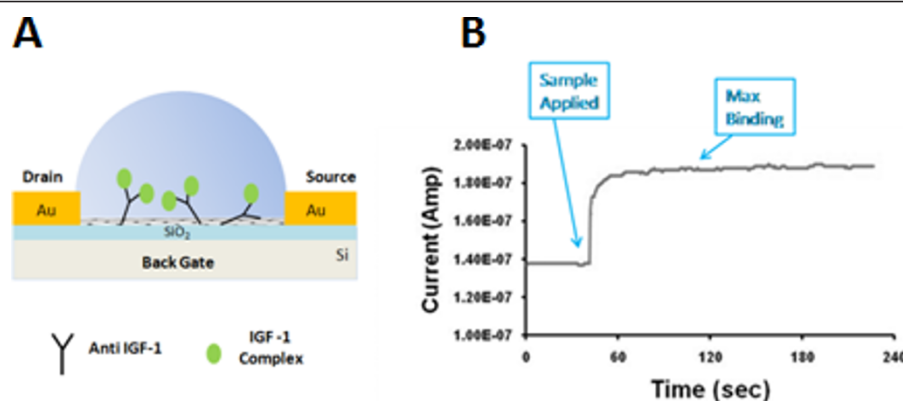 A
Drain
Source
Au
Au
SiO2
Si
Back Gate
Anti IGF-1
IGF -1
Complex
B
Sample
Applied
Max
Binding
2.00E-07
1.80E-07
1.60E-07
1.40E-07
1.20E-07
1.00E-07
Current (Amp)
0 60 120 180 240
Time (sec)